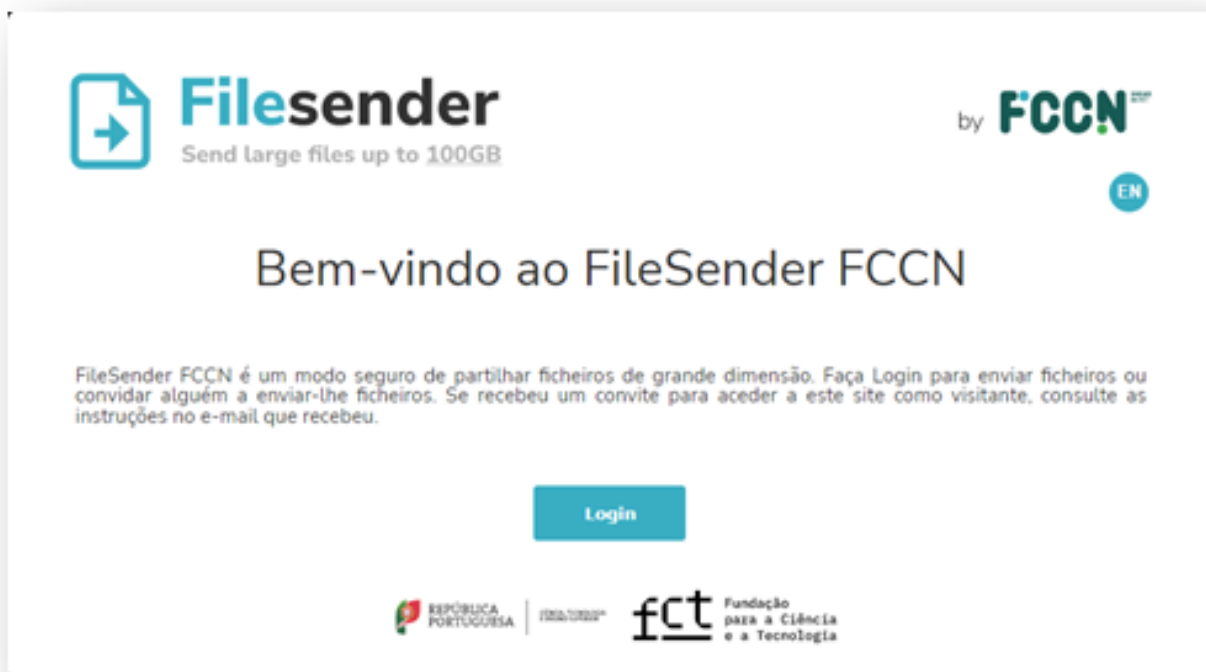 Filesender
Send large files up to 100GB
by FCCN
EN
Bem-vindo ao FileSender FCCN
FileSender FCCN é um modo seguro de partilhar ficheiros de grande dimensão. Faça Login para enviar ficheiros ou
convidar alguém a enviar-lhe ficheiros. Se recebeu um convite para aceder a este site como visitante, consulte as
instruções no e-mail que recebeu.
Login
REPÚBLICA
PORTUGUESA
fct
Fundação
para a Ciência
e a Tecnologia